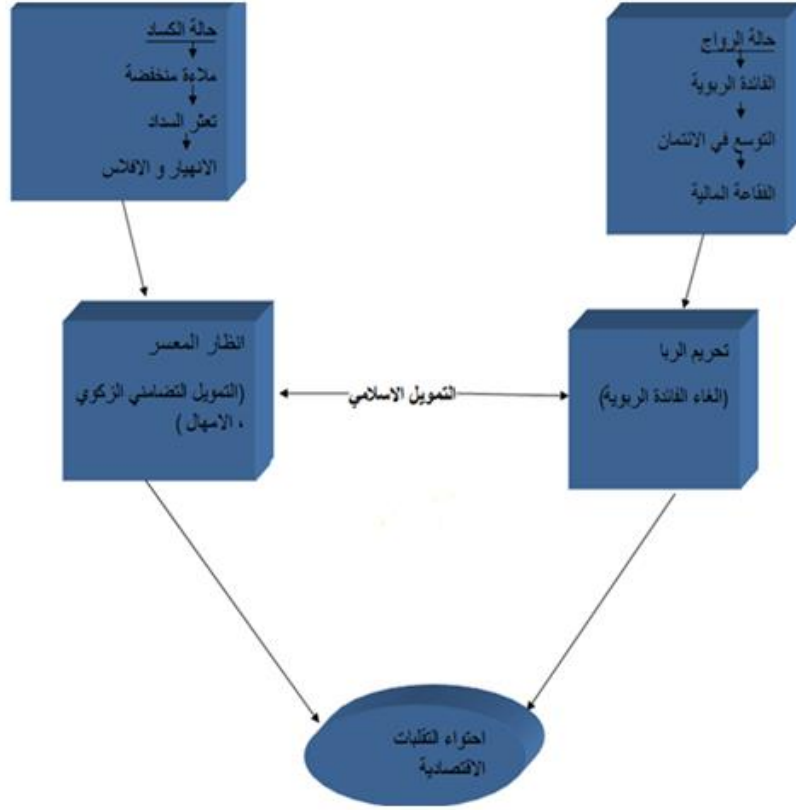 حالة الرواج
الفائدة الربوية
التوسع في الائتمان
الفقاعة المالية
حالة الكساد
ملاءة منخفضة
تعثر السداد
الانهيار و الافلاس
تحريم الربا
(الغاء الفائدة الربوية)
التمويل الاسلامي
انظار المعسر
(التمويل التضامني الزكوي
، الامهال )
احتواء التقلبات
الاقتصادية